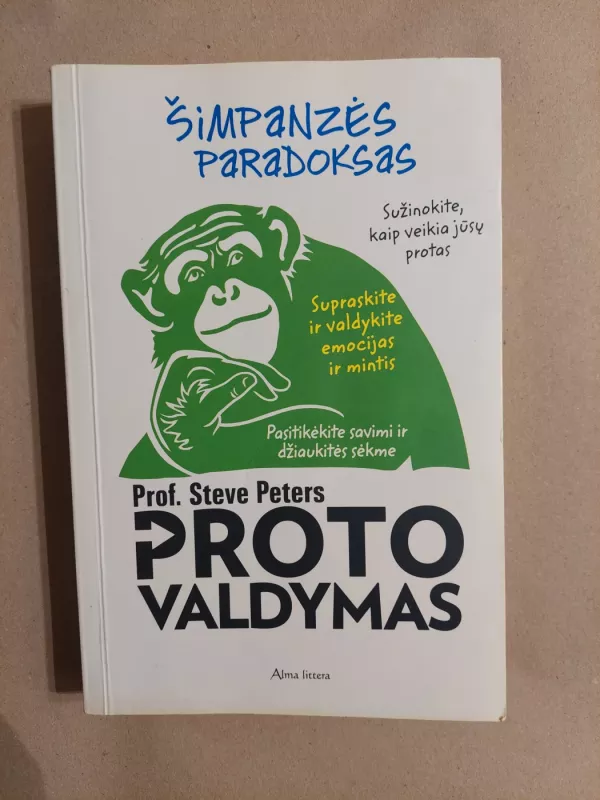 ŠiMPANZĖS
PARADOKSAS
Sužinokite,
kaip veikia jūsų
protas
Supraskite
ir valdykite
emocijas
ir mintis
Pasitikėkite savimi ir
džiaukitės sėkme
Prof. Steve Peters
PROTO
VALDYMAS
Alma littera